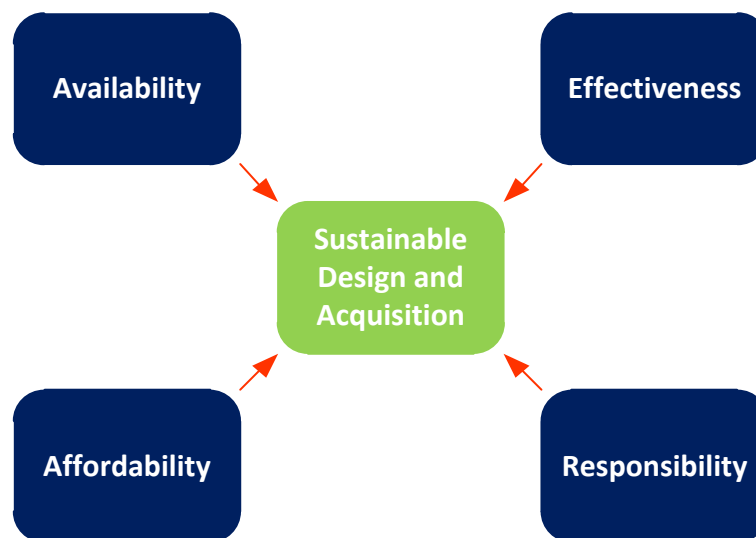 Availability
Effectiveness
Sustainable
Design and
Acquisition
Affordability
Responsibility